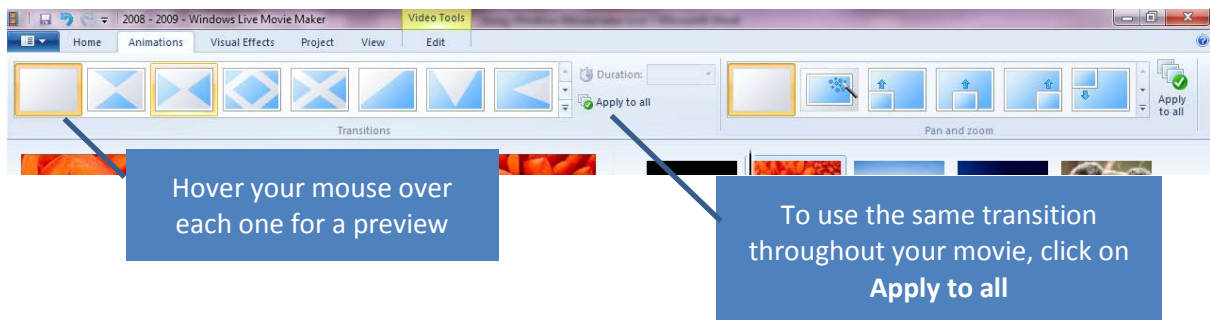 2008 - 2009 - Windows Live Movie Maker
Video Tools
Home Animations Visual Effects Project View Edit
Duration:
Apply to all
Apply
to all
Transitions
Pan and zoom
Hover your mouse over
each one for a preview
To use the same transition
throughout your movie, click on
Apply to all